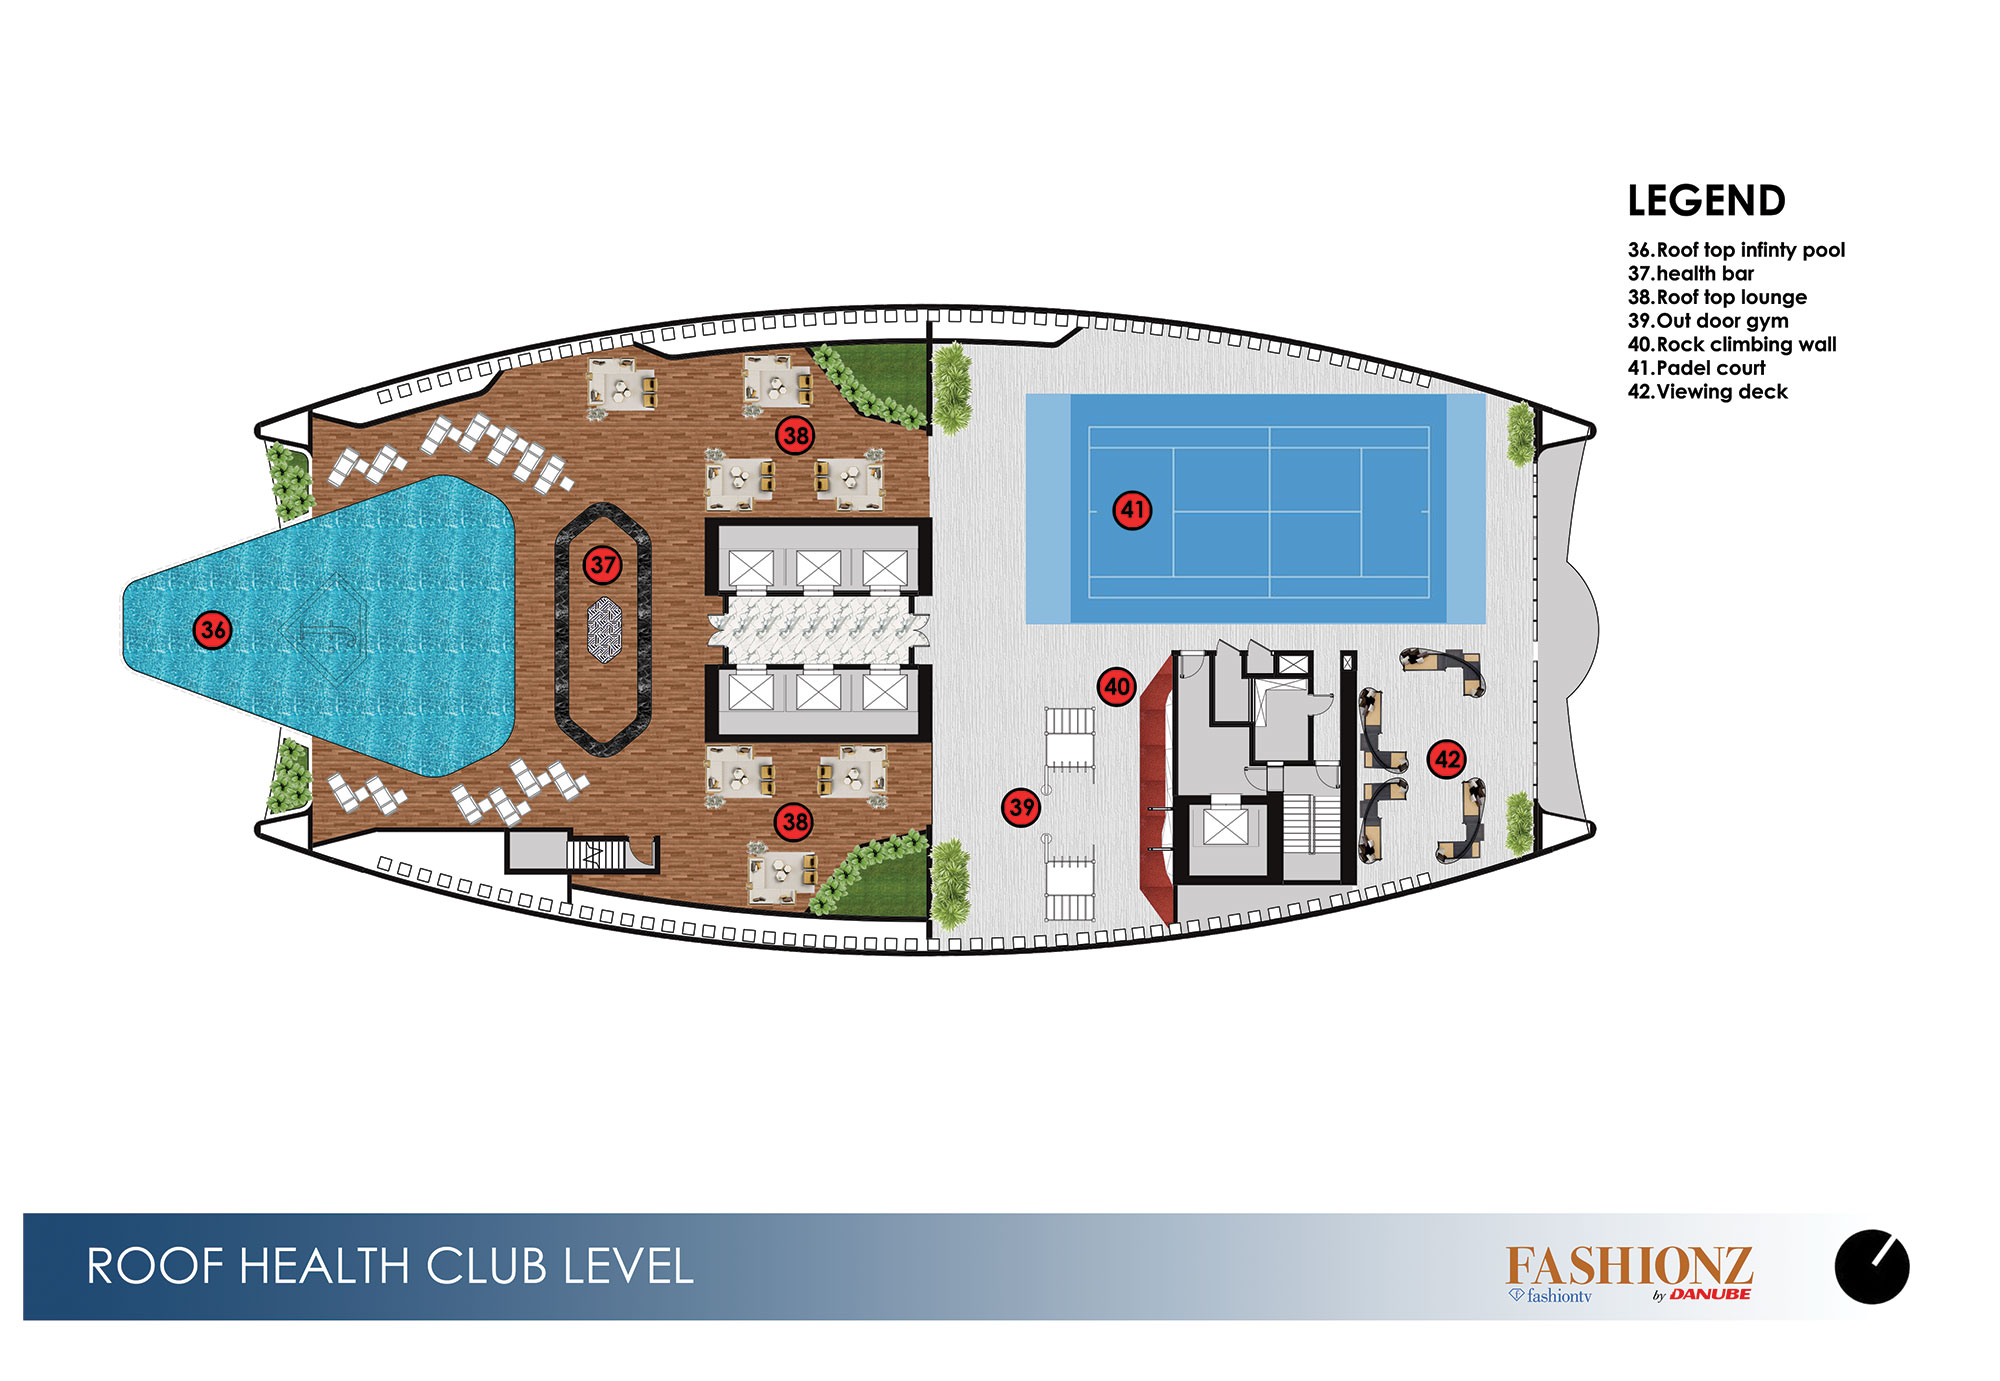 LEGEND
36.Roof top infinty pool
37.health bar
38.Roof top lounge
39.Out door gym
40.Rock climbing wall
41.Padel court
42.Viewing deck
38
41
37
36
40
42
39
38
ROOF HEALTH CLUB LEVEL
FASHIONZ
fashiontv by DANUBE